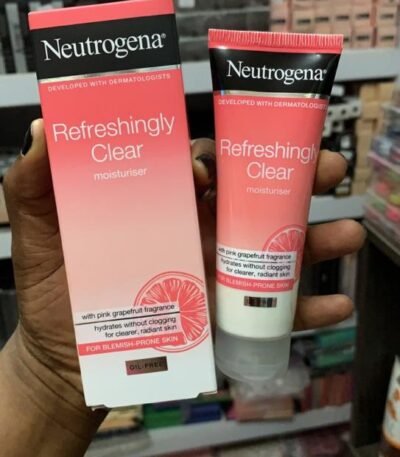 Neutrogena®
DEVELOPED WITH DERMATOLOGISTS
Refreshingly
Clear
moisturiser
with pink grapefruit fragrance
hydrates without clogging
for clearer, radiant skin
FOR BLEMISH-PRONE SKIN
OIL-FREE
Neutrogena®
DEVELOPED WITH DERMATOLOGISTS
Refreshingly
Clear
moisturiser
with pink grapefruit fragrance
hydrates without clogging
for clearer, radiant skin
FOR BLEMISH-PRONE SKIN